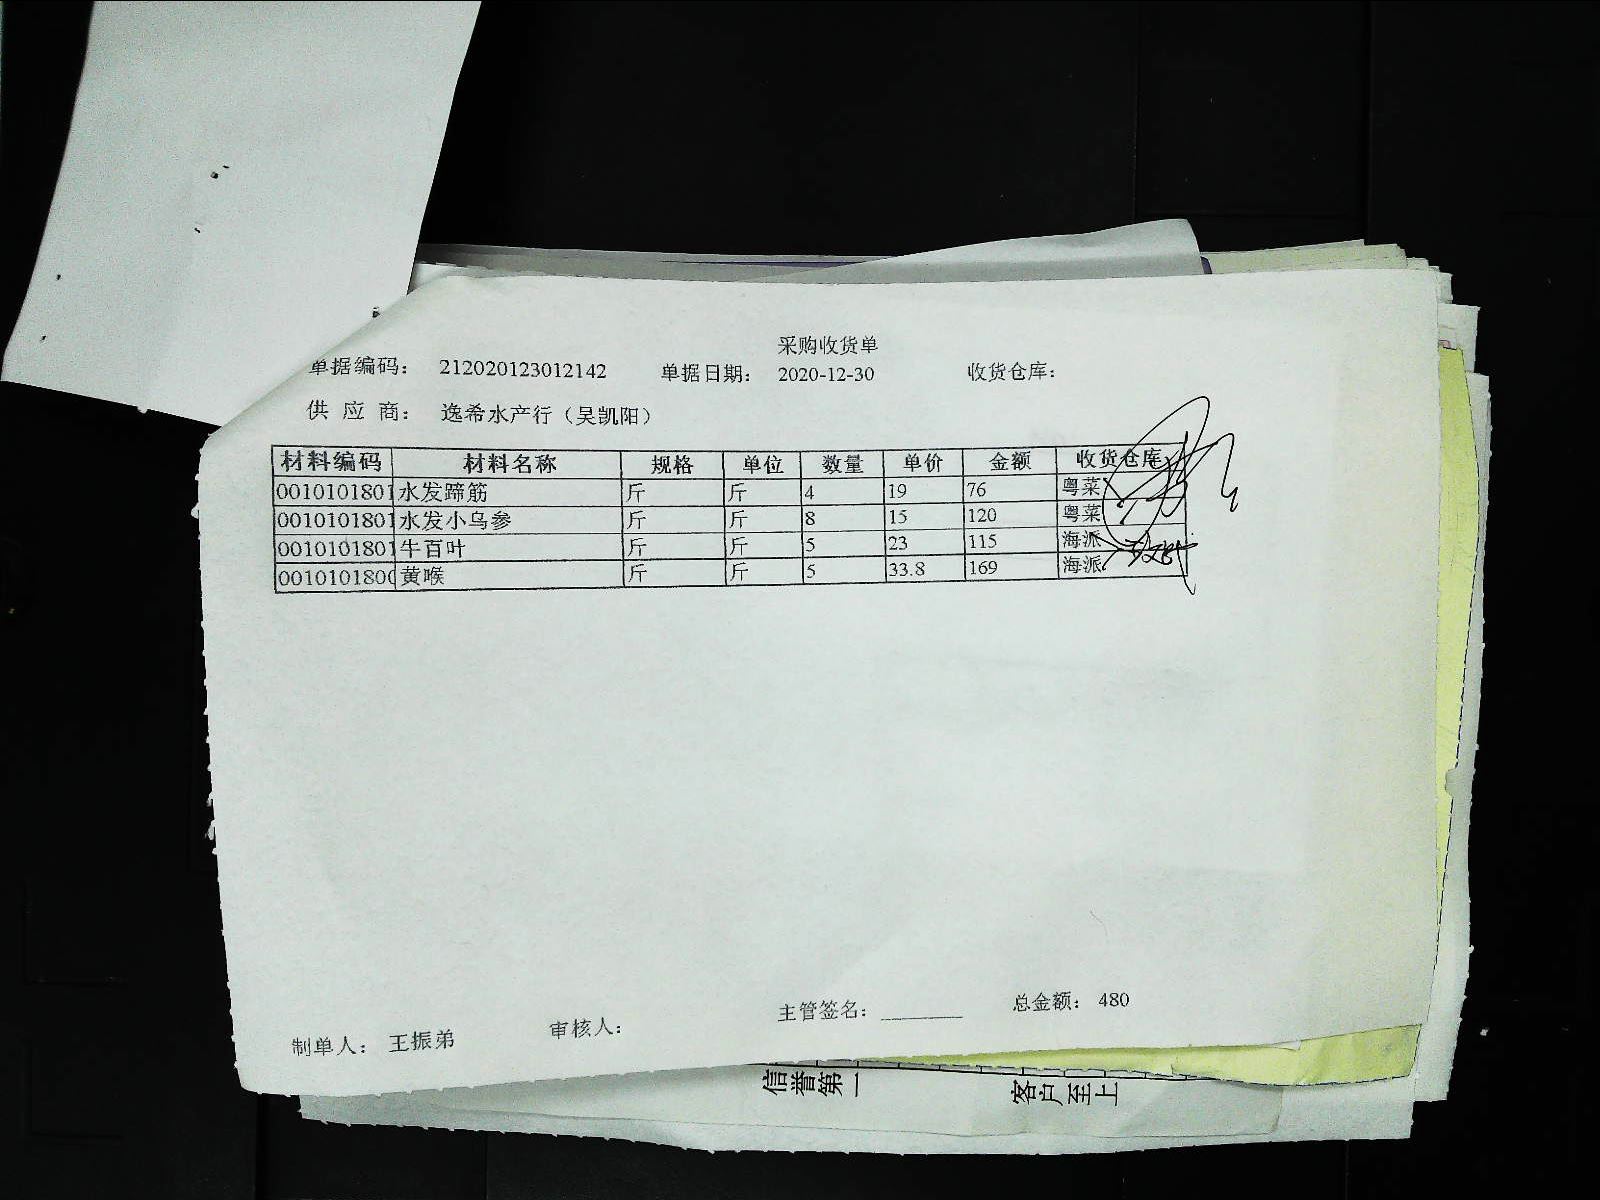 采购收货单
单据编码： 212020123012142 单据日期： 2020-12-30 收货仓库：
供 应 商： 逸希水产行（吴凯阳）
材料编码 材料名称 规格 单位 数量 单价 金额 收货仓库
0010101801 水发蹄筋 斤 斤 4 19 76 粤菜
0010101801 水发小乌参 斤 斤 8 15 120 粤菜
0010101801 牛百叶 斤 斤 5 23 115 海派
001010180 黄喉 斤 斤 5 33.8 169 海派
制单人： 王振弟 审核人： 主管签名： 总金额： 480
信誉第一 客户至上